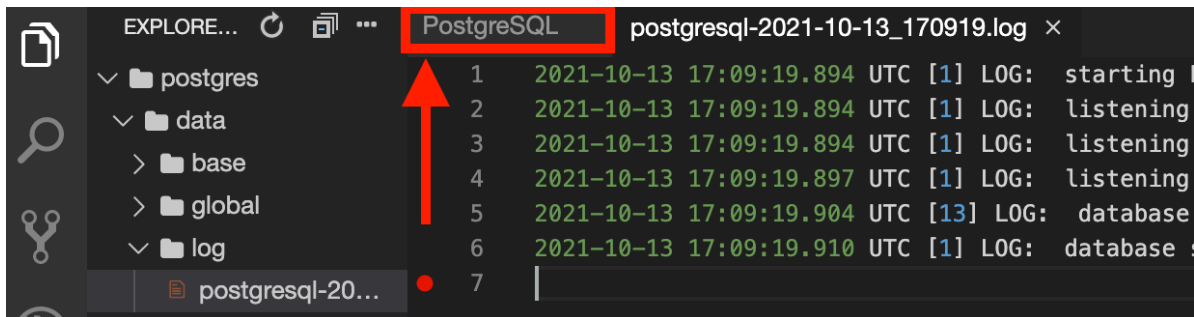 EXPLORE... PostgreSQL postgresql-2021-10-13_170919.log ×
postgres
data
base
global
log
postgresql-20...
1 2021-10-13 17:09:19.894 UTC [1] LOG: starting
2 2021-10-13 17:09:19.894 UTC [1] LOG: listening
3 2021-10-13 17:09:19.894 UTC [1] LOG: listening
4 2021-10-13 17:09:19.897 UTC [1] LOG: listening
5 2021-10-13 17:09:19.904 UTC [13] LOG: database
6 2021-10-13 17:09:19.910 UTC [1] LOG: database
7